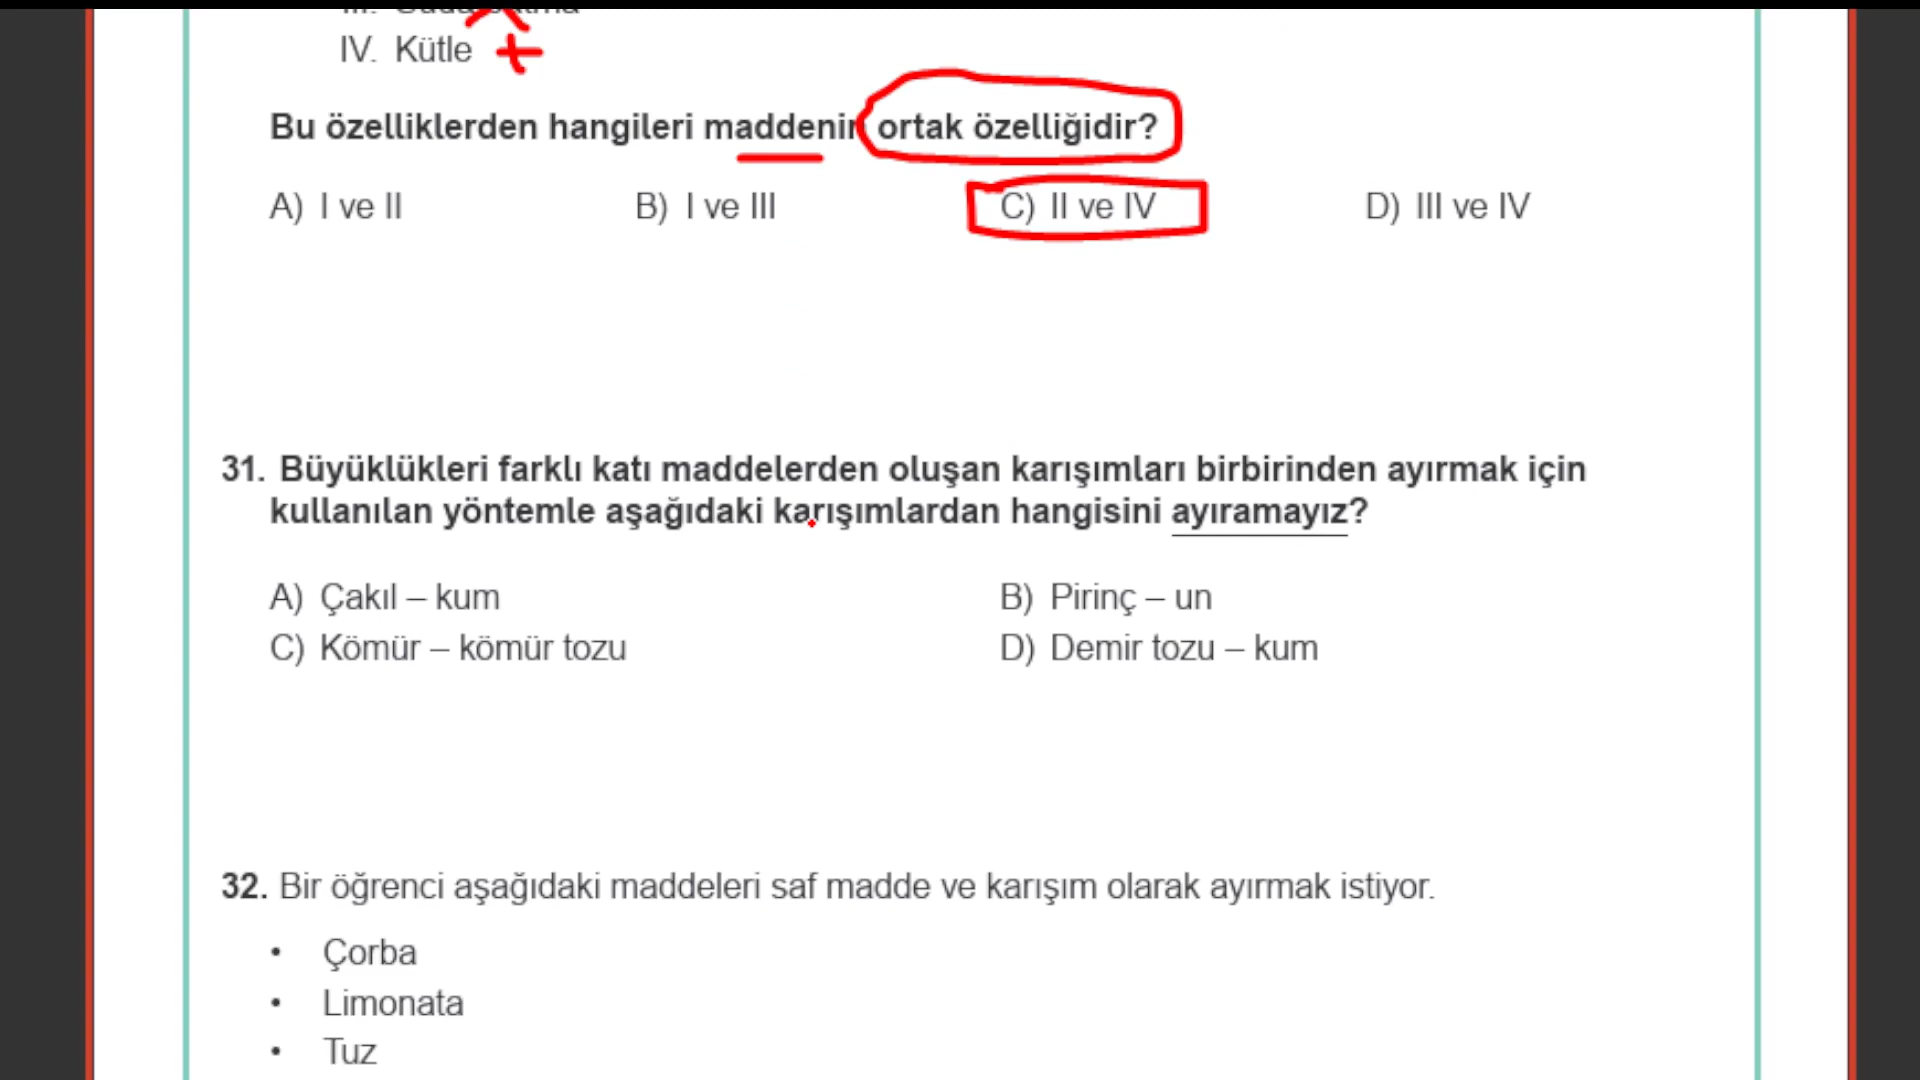 IV. Kütle
Bu özelliklerden hangileri maddenin ortak özelliğidir?
A) I ve II B) I ve III C) II ve IV D) III ve IV
31. Büyüklükleri farklı katı maddelerden oluşan karışımları birbirinden ayırmak için
kullanılan yöntemle aşağıdaki karışımlardan hangisini ayıramayız?
A) Çakıl – kum B) Pirinç – un
C) Kömür – kömür tozu D) Demir tozu – kum
32. Bir öğrenci aşağıdaki maddeleri saf madde ve karışım olarak ayırmak istiyor.
• Çorba
• Limonata
• Tuz